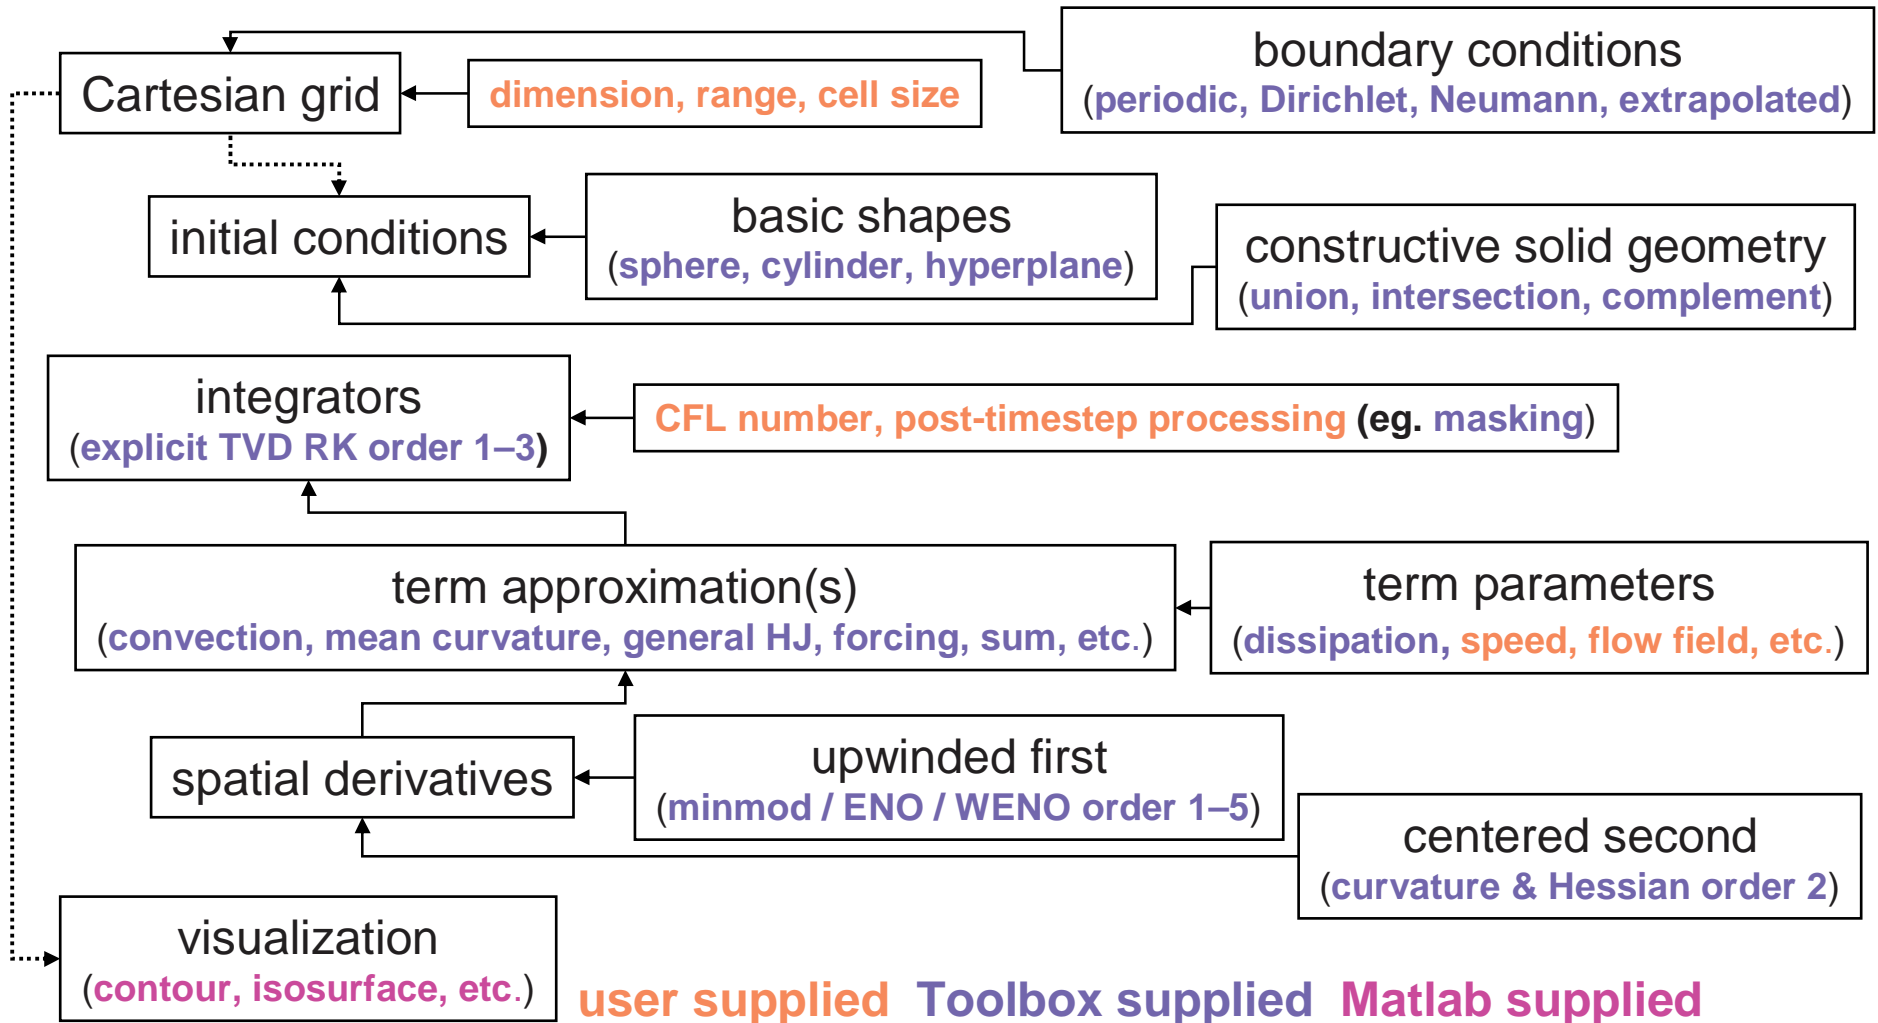 boundary conditions
(periodic, Dirichlet, Neumann, extrapolated)
Cartesian grid
dimension, range, cell size
basic shapes
(sphere, cylinder, hyperplane)
initial conditions
constructive solid geometry
(union, intersection, complement)
integrators
(explicit TVD RK order 1–3)
CFL number, post-timestep processing (eg. masking)
term approximation(s)
(convection, mean curvature, general HJ, forcing, sum, etc.)
term parameters
(dissipation, speed, flow field, etc.)
spatial derivatives
upwinded first
(minmod / ENO / WENO order 1–5)
centered second
(curvature & Hessian order 2)
visualization
(contour, isosurface, etc.)
user supplied Toolbox supplied Matlab supplied